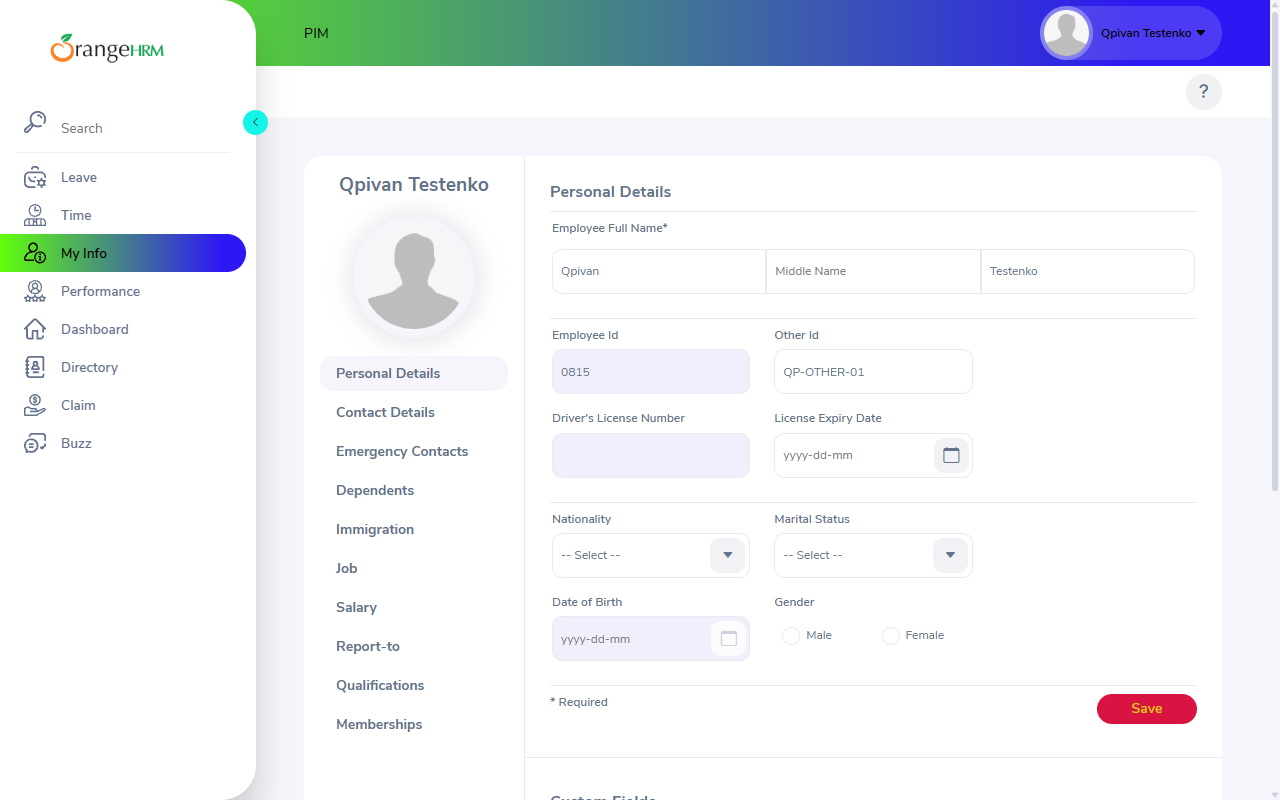 OrangeHRM
PIM
Qpivan Testenko
?
Search
Leave
Time
My Info
Performance
Dashboard
Directory
Claim
Buzz
Qpivan Testenko
Personal Details
Contact Details
Emergency Contacts
Dependents
Immigration
Job
Salary
Report-to
Qualifications
Memberships
Personal Details
Employee Full Name*
Qpivan Middle Name Testenko
Employee Id Other Id
0815 QP-OTHER-01
Driver's License Number License Expiry Date
yyyy-dd-mm
Nationality Marital Status
-- Select -- -- Select --
Date of Birth Gender
yyyy-dd-mm Male Female
* Required Save
Custom Fields